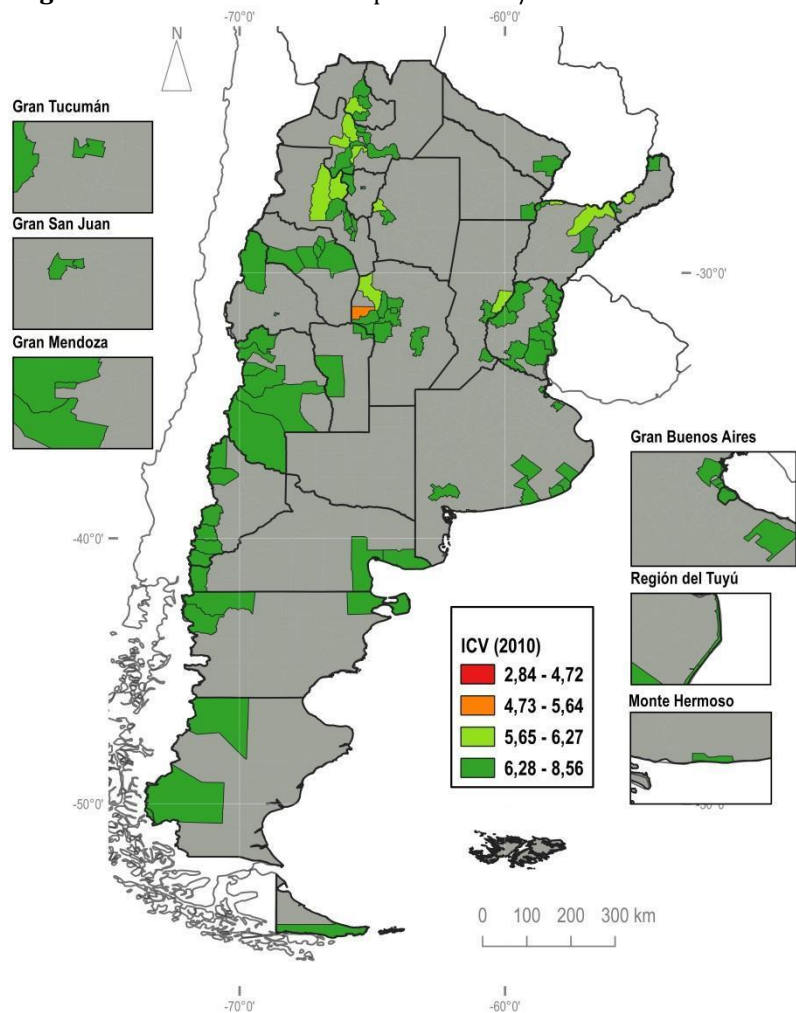 -70°0'
-60°0'
N
Gran Tucumán
Gran San Juan
-30°0'
Gran Mendoza
Gran Buenos Aires
-40°0'
Región del Tuyú
ICV (2010)
2,84 - 4,72
4,73 - 5,64
5,65 - 6,27
6,28 - 8,56
Monte Hermoso
-50°0'
0 100 200 300 km
-70°0'
-60°0'